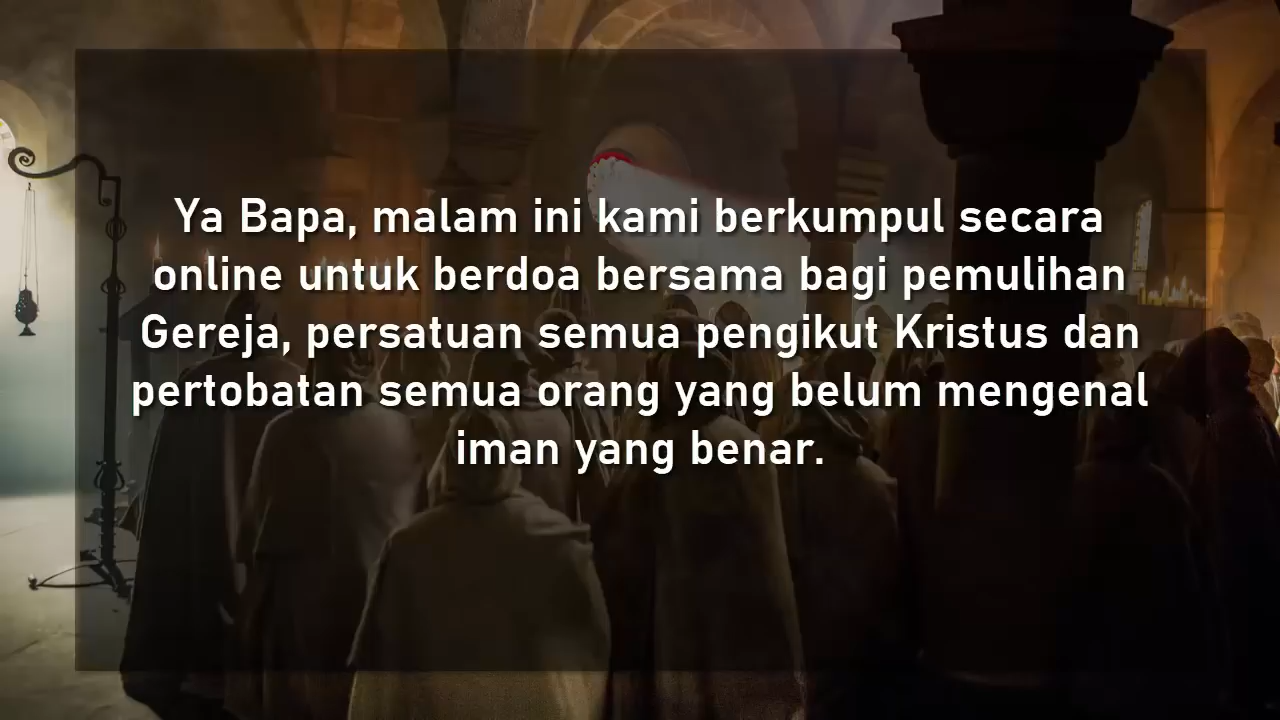 Ya Bapa, malam ini kami berkumpul secara
online untuk berdoa bersama bagi pemulihan
Gereja, persatuan semua pengikut Kristus dan
pertobatan semua orang yang belum mengenal
iman yang benar.